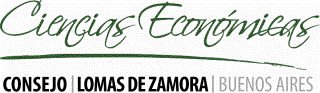 Ciencias Económicas
CONSEJO | LOMAS DE ZAMORA | BUENOS AIRES